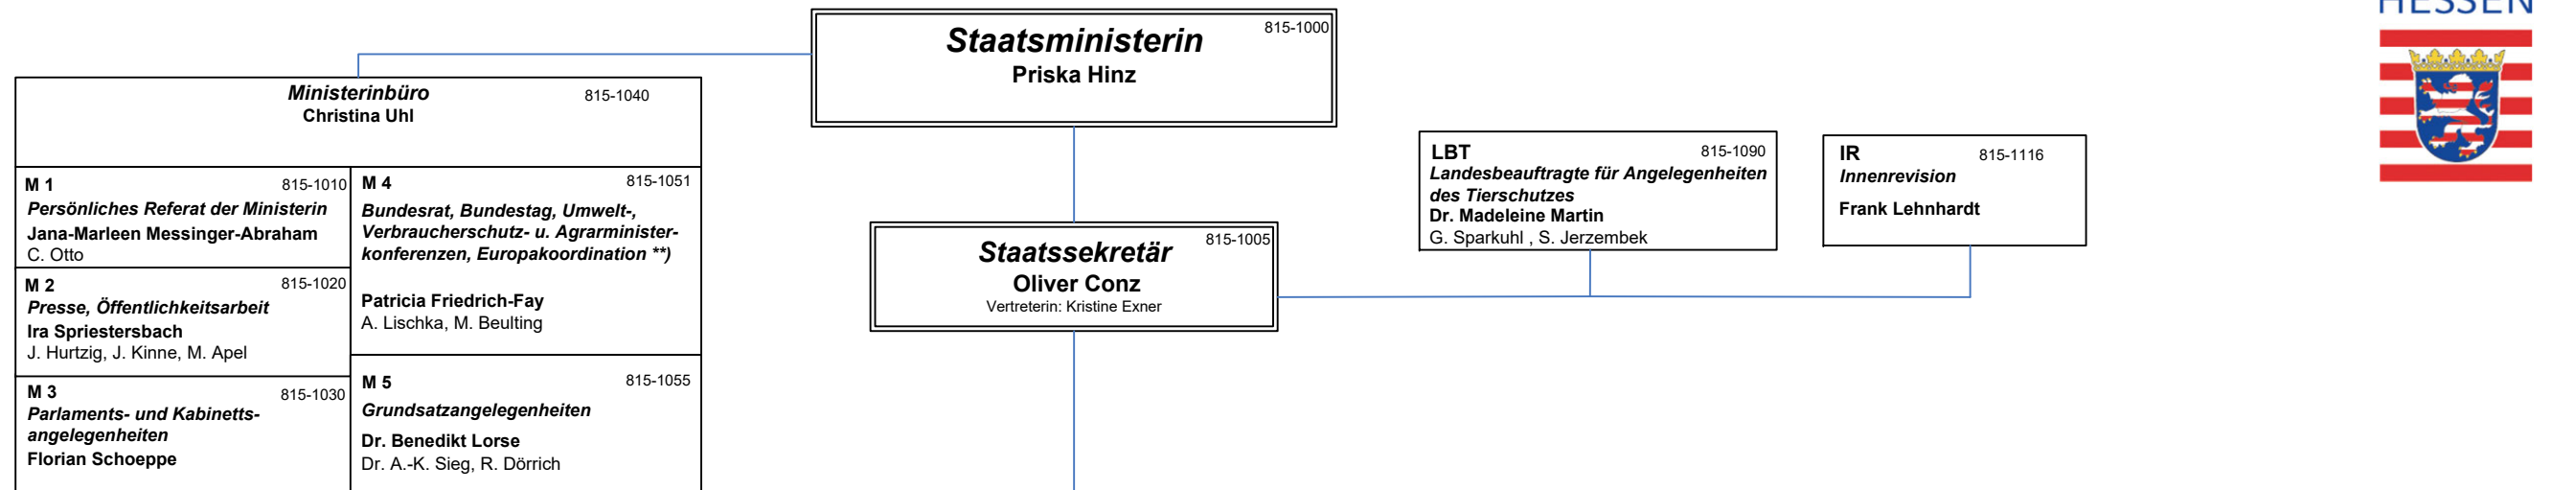 Staatsministerin
815-1000
Priska Hinz
HESSEN
Ministerinbüro
815-1040
Christina Uhl
M 1
815-1010
Persönliches Referat der Ministerin
Jana-Marleen Messinger-Abraham
C. Otto
M 2
815-1020
Presse, Öffentlichkeitsarbeit
Ira Spriestersbach
J. Hurtzig, J. Kinne, M. Apel
M 3
815-1030
Parlaments- und Kabinetts-
angelegenheiten
Florian Schoeppe
M 4
815-1051
Bundesrat, Bundestag, Umwelt-,
Verbraucherschutz- u. Agrarminister-
konferenzen, Europakoordination **)
Patricia Friedrich-Fay
A. Lischka, M. Beulting
M 5
815-1055
Grundsatzangelegenheiten
Dr. Benedikt Lorse
Dr. A.-K. Sieg, R. Dörrich
Staatssekretär
815-1005
Oliver Conz
Vertreterin: Kristine Exner
LBT
815-1090
Landesbeauftragte für Angelegenheiten
des Tierschutzes
Dr. Madeleine Martin
G. Sparkuhl , S. Jerzembek
IR
815-1116
Innenrevision
Frank Lehnhardt